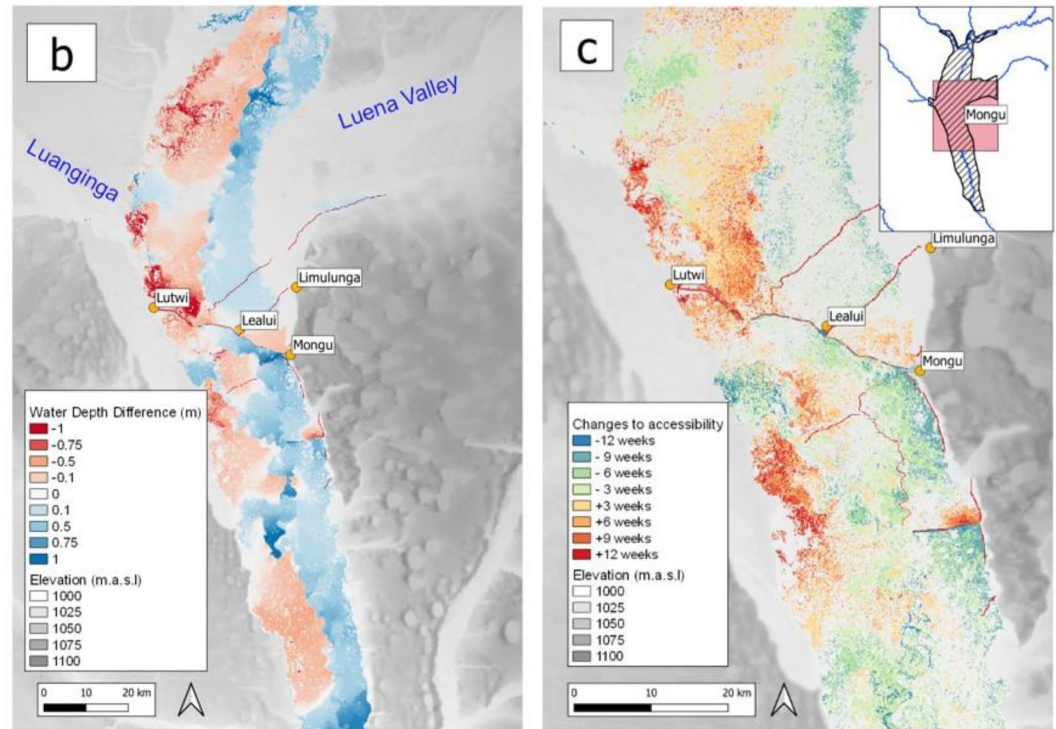 b
Luena Valley
Luanginga
Limulunga
Lutwi
Lealui
Mongu
Water Depth Difference (m)
-1
-0.75
-0.5
-0.1
0
0.1
0.5
0.75
1
Elevation (m.a.s.l)
1000
1025
1050
1075
1100
0 10 20 km
c
Mongu
Limulunga
Lutwi
Lealui
Mongu
Changes to accessibility
-12 weeks
- 9 weeks
- 6 weeks
- 3 weeks
+3 weeks
+6 weeks
+9 weeks
+12 weeks
Elevation (m.a.s.l)
1000
1025
1050
1075
1100
0 10 20 km